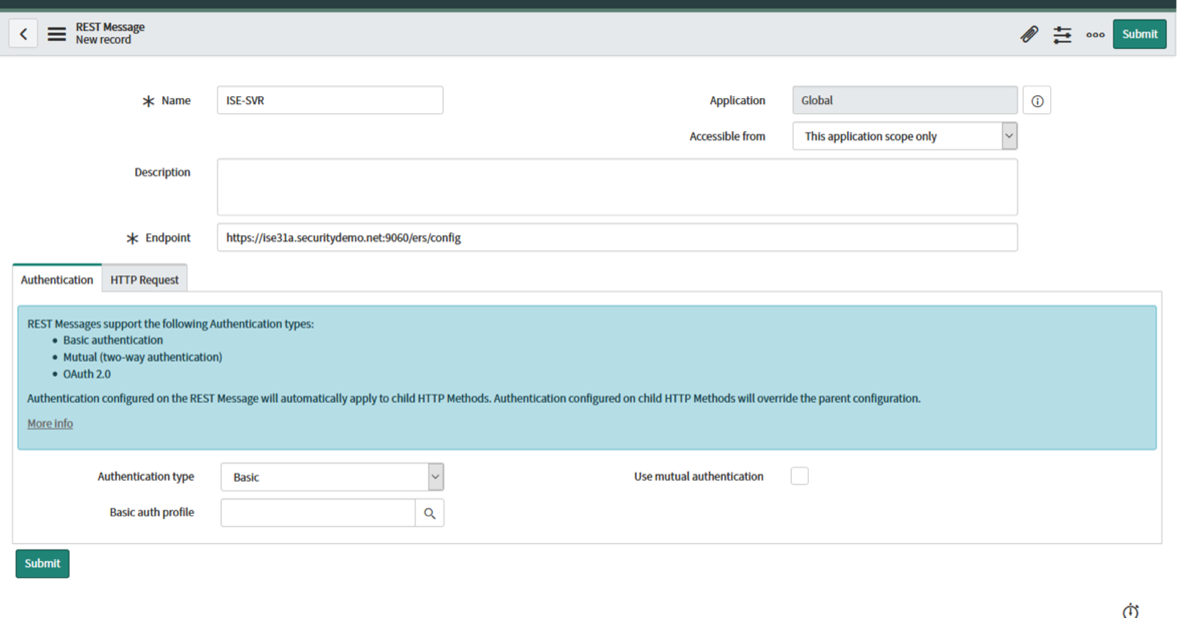 REST Message
New record
Submit
Name
ISE-SVR
Application
Global
Accessible from
This application scope only
Description
Endpoint
https://ise31a.securitydemo.net:9060/ers/config
Authentication
HTTP Request
REST Messages support the following Authentication types:
• Basic authentication
• Mutual (two-way authentication)
• OAuth 2.0
Authentication configured on the REST Message will automatically apply to child HTTP Methods. Authentication configured on child HTTP Methods will override the parent configuration.
More info
Authentication type
Basic
Use mutual authentication
Basic auth profile
Submit